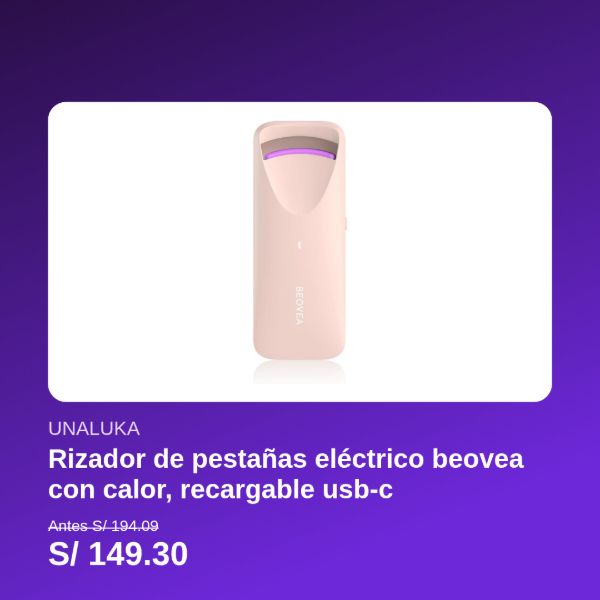 BEOVEA
UNALUKA
Rizador de pestañas eléctrico beovea
con calor, recargable usb-c
Antes S/ 194.09
S/ 149.30